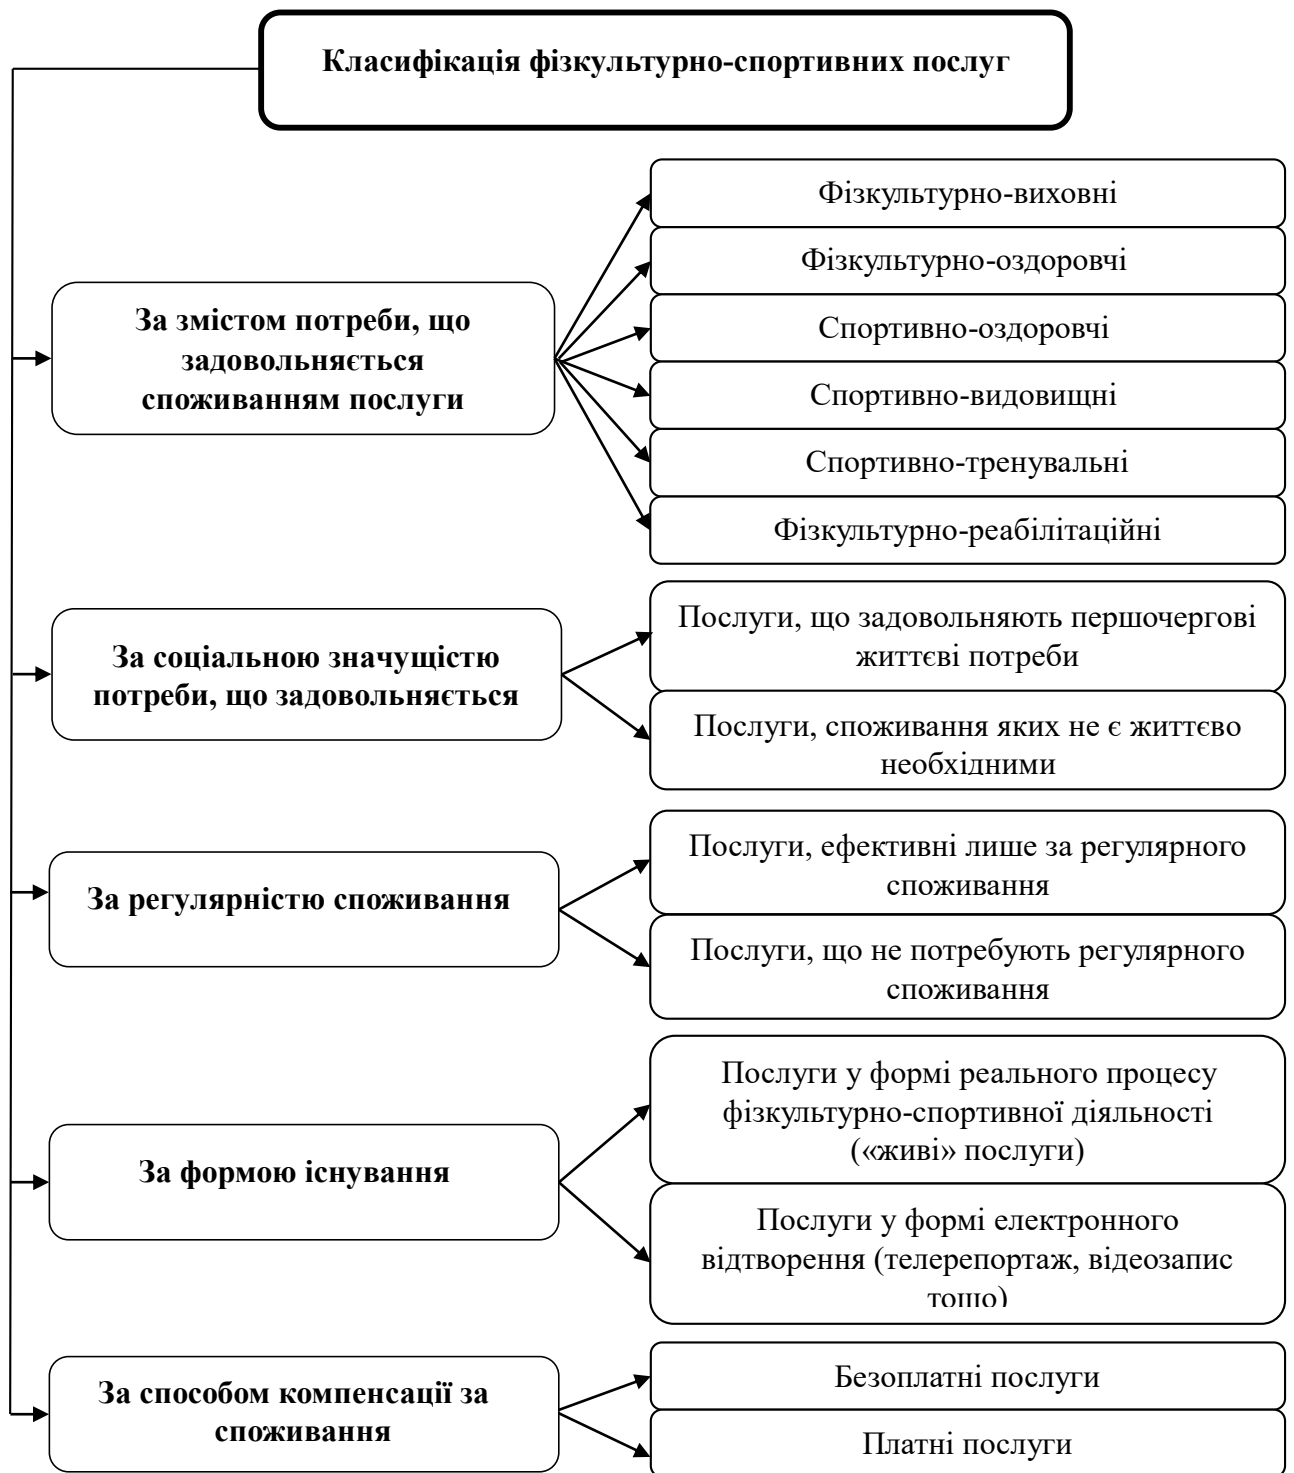 Класифікація фізкультурно-спортивних послуг
За змістом потреби, що
задовольняється
споживанням послуги
Фізкультурно-виховні
Фізкультурно-оздоровчі
Спортивно-оздоровчі
Спортивно-видовищні
Спортивно-тренувальні
Фізкультурно-реабілітаційні
За соціальною значущістю
потреби, що задовольняється
Послуги, що задовольняють першочергові
життєві потреби
Послуги, споживання яких не є життєво
необхідними
За регулярністю споживання
Послуги, ефективні лише за регулярного
споживання
Послуги, що не потребують регулярного
споживання
За формою існування
Послуги у формі реального процесу
фізкультурно-спортивної діяльності
(«живі» послуги)
Послуги у формі електронного
відтворення (телерепортаж, відеозапис
тощо)
За способом компенсації за
споживання
Безоплатні послуги
Платні послуги